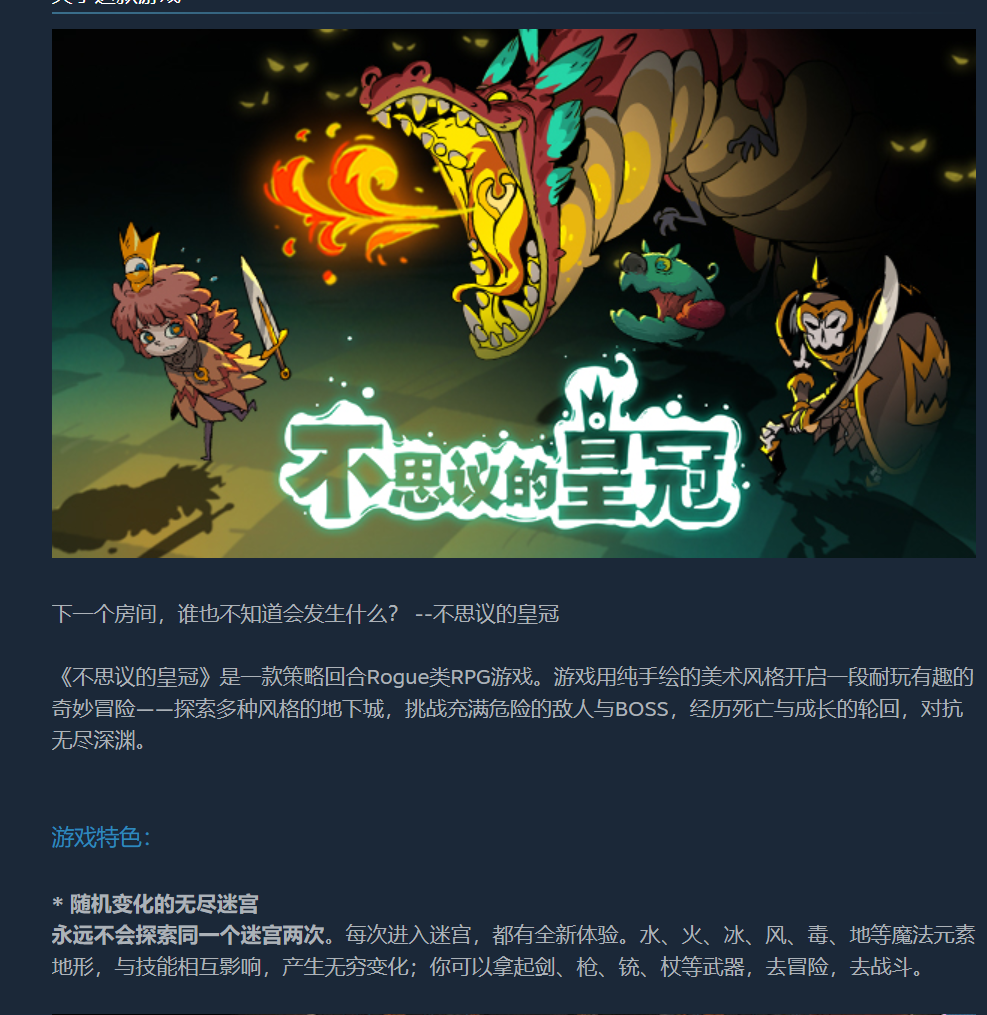 关于这款游戏
不思议的皇冠
下一个房间，谁也不知道会发生什么？ --不思议的皇冠
《不思议的皇冠》是一款策略回合Rogue类RPG游戏。游戏用纯手绘的美术风格开启一段耐玩有趣的
奇妙冒险——探索多种风格的地下城，挑战充满危险的敌人与BOSS，经历死亡与成长的轮回，对抗
无尽深渊。
游戏特色：
* 随机变化的无尽迷宫
永远不会探索同一个迷宫两次。每次进入迷宫，都有全新体验。水、火、冰、风、毒、地等魔法元素
地形，与技能相互影响，产生无穷变化；你可以拿起剑、枪、铳、杖等武器，去冒险，去战斗。